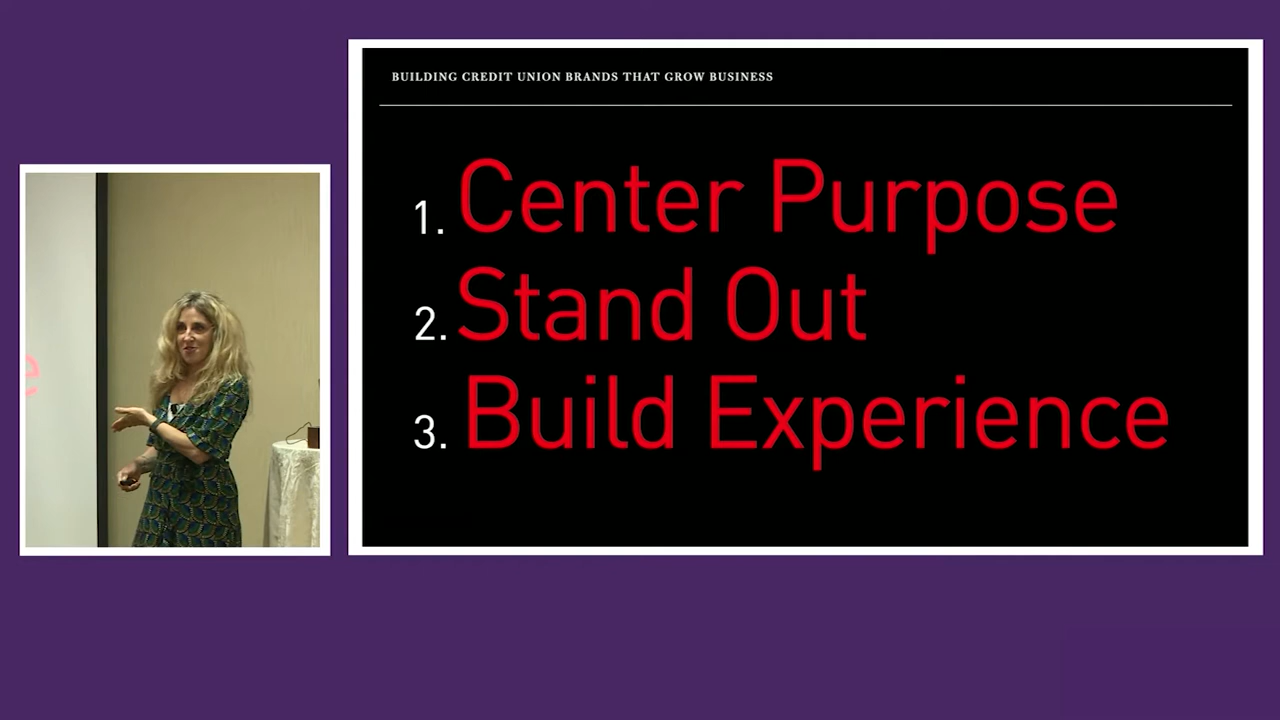 BUILDING CREDIT UNION BRANDS THAT GROW BUSINESS
1. Center Purpose
2. Stand Out
3. Build Experience
e